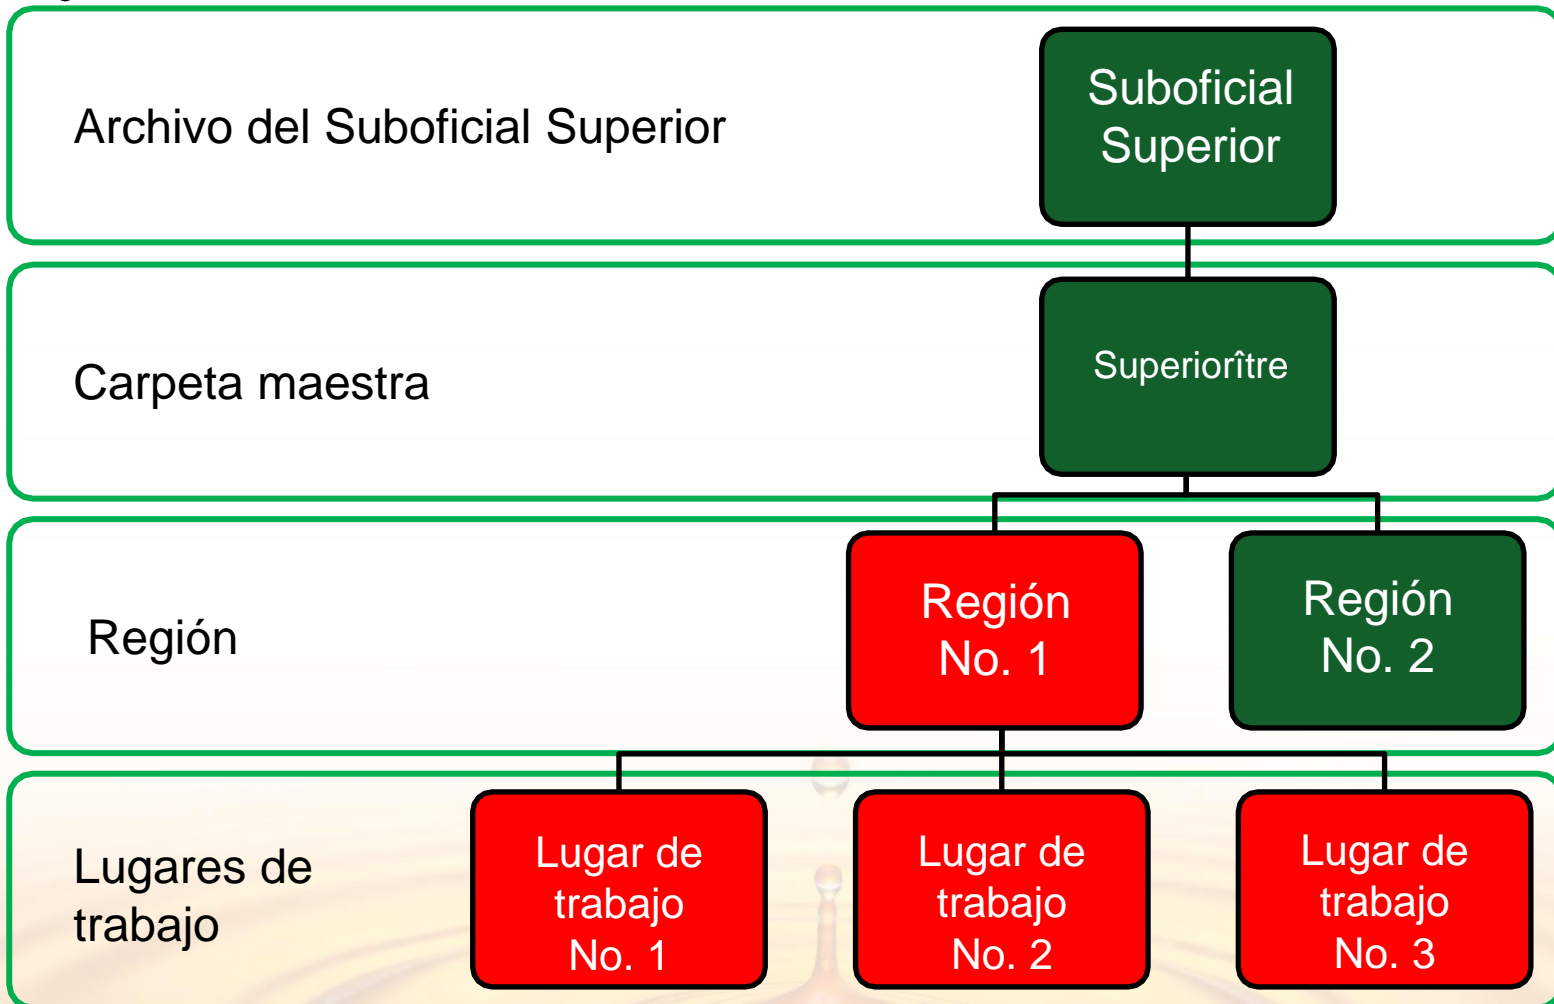 Archivo del Suboficial Superior
Suboficial
Superior
Carpeta maestra
Superiorître
Región
Región
No. 1
Región
No. 2
Lugares de
trabajo
Lugar de
trabajo
No. 1
Lugar de
trabajo
No. 2
Lugar de
trabajo
No. 3